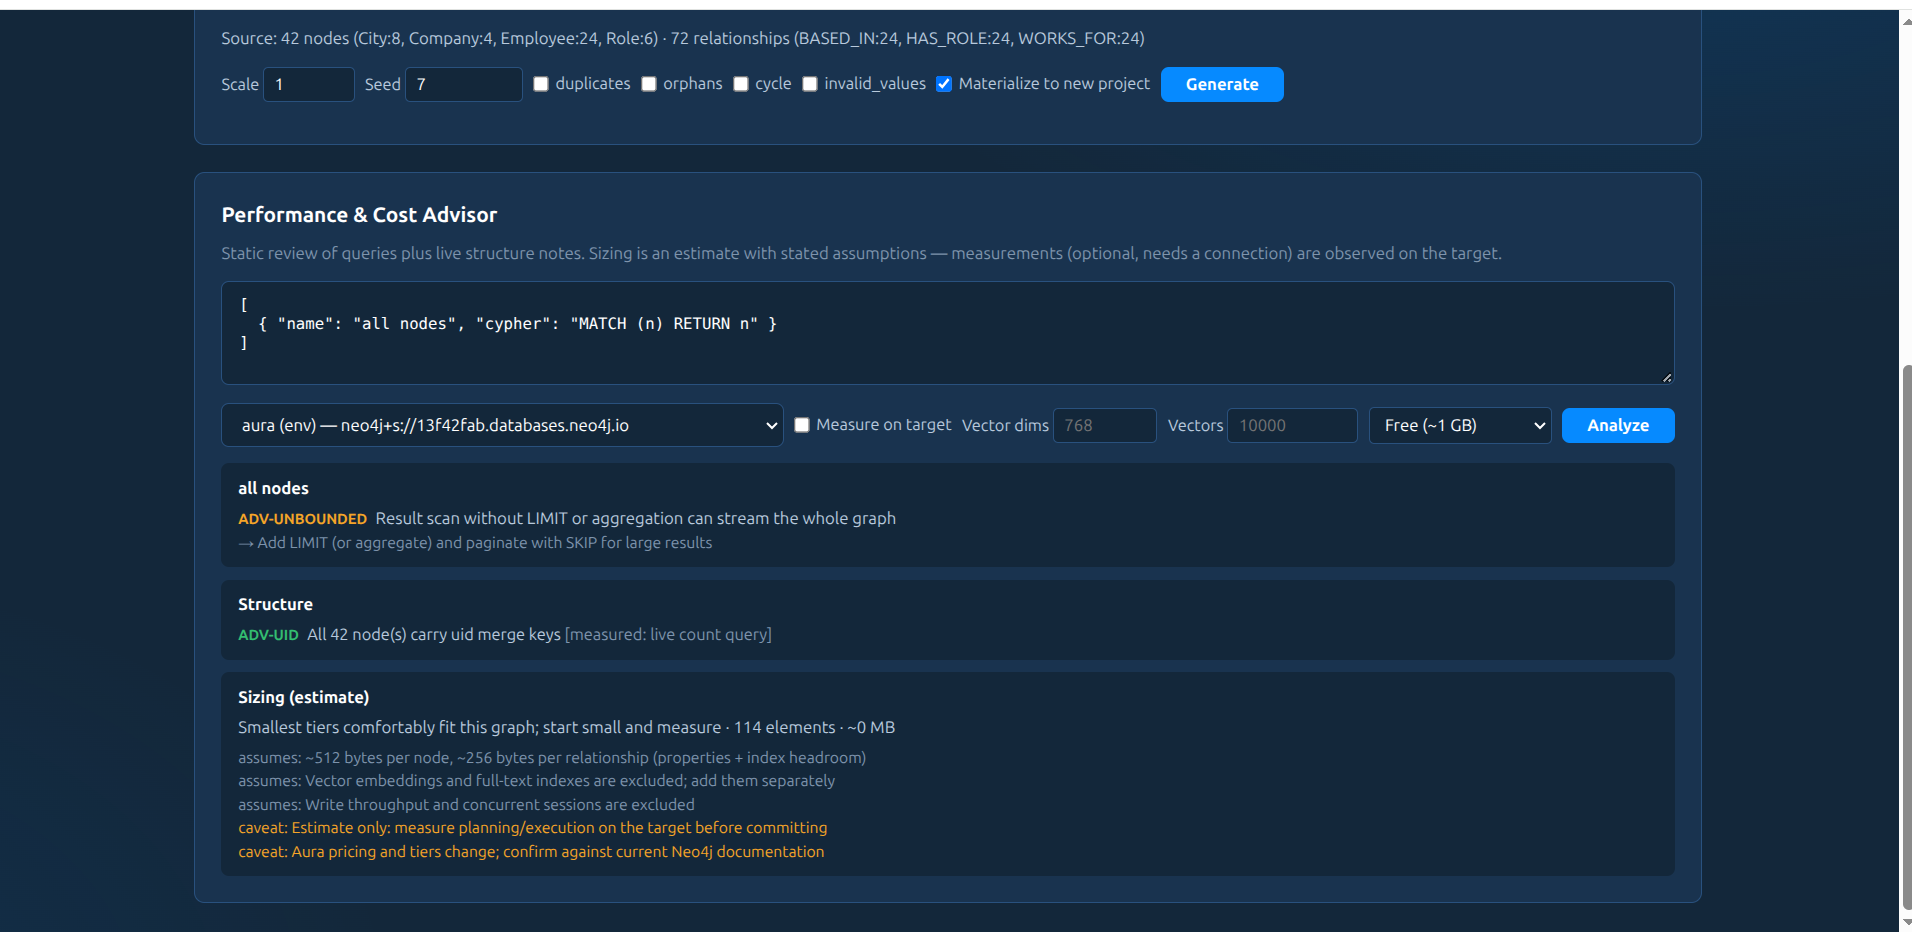 Source: 42 nodes (City:8, Company:4, Employee:24, Role:6) · 72 relationships (BASED_IN:24, HAS_ROLE:24, WORKS_FOR:24)
Scale 1 Seed 7 duplicates orphans cycle invalid_values Materialize to new project Generate
Performance & Cost Advisor
Static review of queries plus live structure notes. Sizing is an estimate with stated assumptions — measurements (optional, needs a connection) are observed on the target.
[
{ "name": "all nodes", "cypher": "MATCH (n) RETURN n" }
]
aura (env) — neo4j+s://13f42fab.databases.neo4j.io Measure on target Vector dims 768 Vectors 10000 Free (~1 GB) Analyze
all nodes
ADV-UNBOUNDED Result scan without LIMIT or aggregation can stream the whole graph
→ Add LIMIT (or aggregate) and paginate with SKIP for large results
Structure
ADV-UID All 42 node(s) carry uid merge keys [measured: live count query]
Sizing (estimate)
Smallest tiers comfortably fit this graph; start small and measure · 114 elements · ~0 MB
assumes: ~512 bytes per node, ~256 bytes per relationship (properties + index headroom)
assumes: Vector embeddings and full-text indexes are excluded; add them separately
assumes: Write throughput and concurrent sessions are excluded
caveat: Estimate only: measure planning/execution on the target before committing
caveat: Aura pricing and tiers change; confirm against current Neo4j documentation